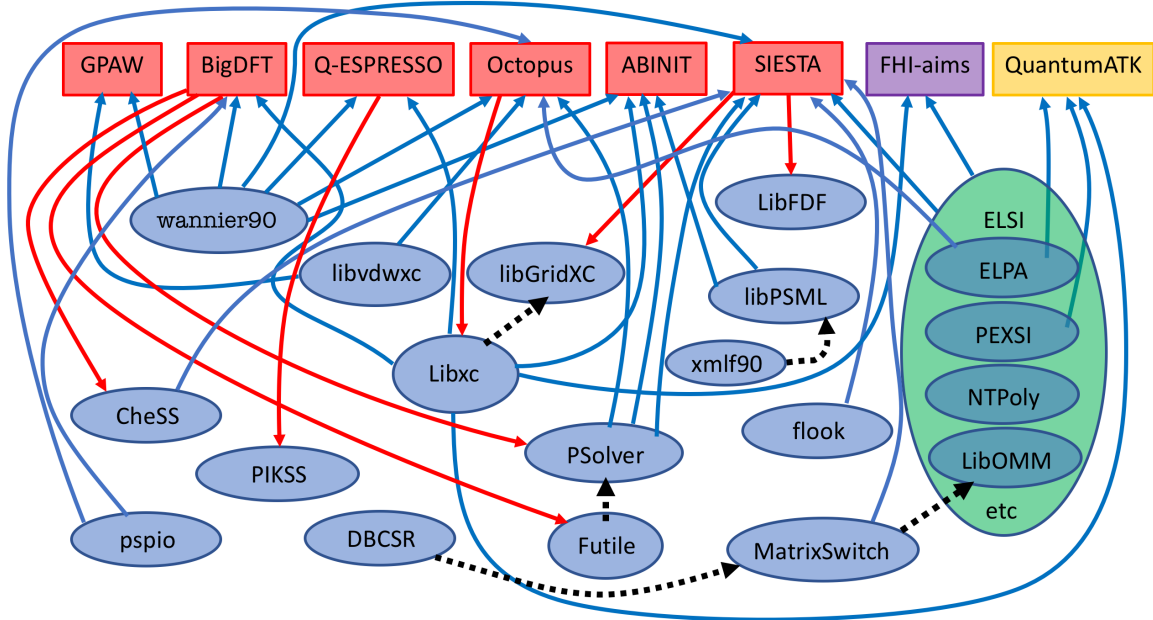 GPAW
BigDFT
Q-ESPRESSO
Octopus
ABINIT
SIESTA
FHI-aims
QuantumATK
wannier90
LibFDF
ELSI
libvdwxc
libGridXC
ELPA
libPSML
PEXSI
xmlf90
Libxc
NTPoly
CheSS
flook
PSolver
LibOMM
PIKSS
etc
pspio
DBCSR
Futile
MatrixSwitch